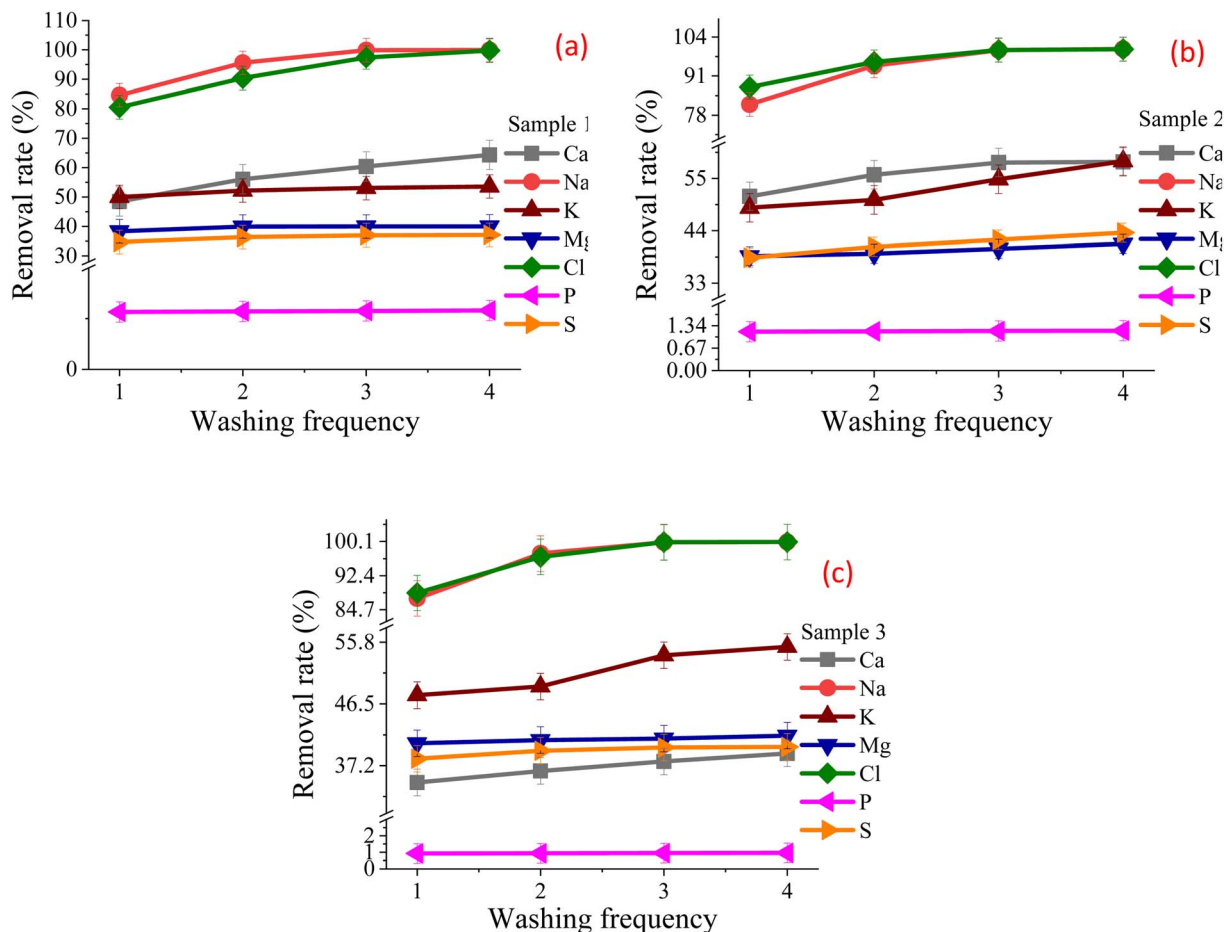 110
100
90
80
70
60
50
40
30
0
Removal rate (%)
(a)
Sample 1
Ca
Na
K
Mg
Cl
P
S
1 2 3 4
Washing frequency
104
91
78
55
44
33
1.34
0.67
0.00
Removal rate (%)
(b)
Sample 2
Ca
Na
K
Mg
Cl
P
S
1 2 3 4
Washing frequency
100.1
92.4
84.7
55.8
46.5
37.2
2
1
0
Removal rate (%)
(c)
Sample 3
Ca
Na
K
Mg
Cl
P
S
1 2 3 4
Washing frequency